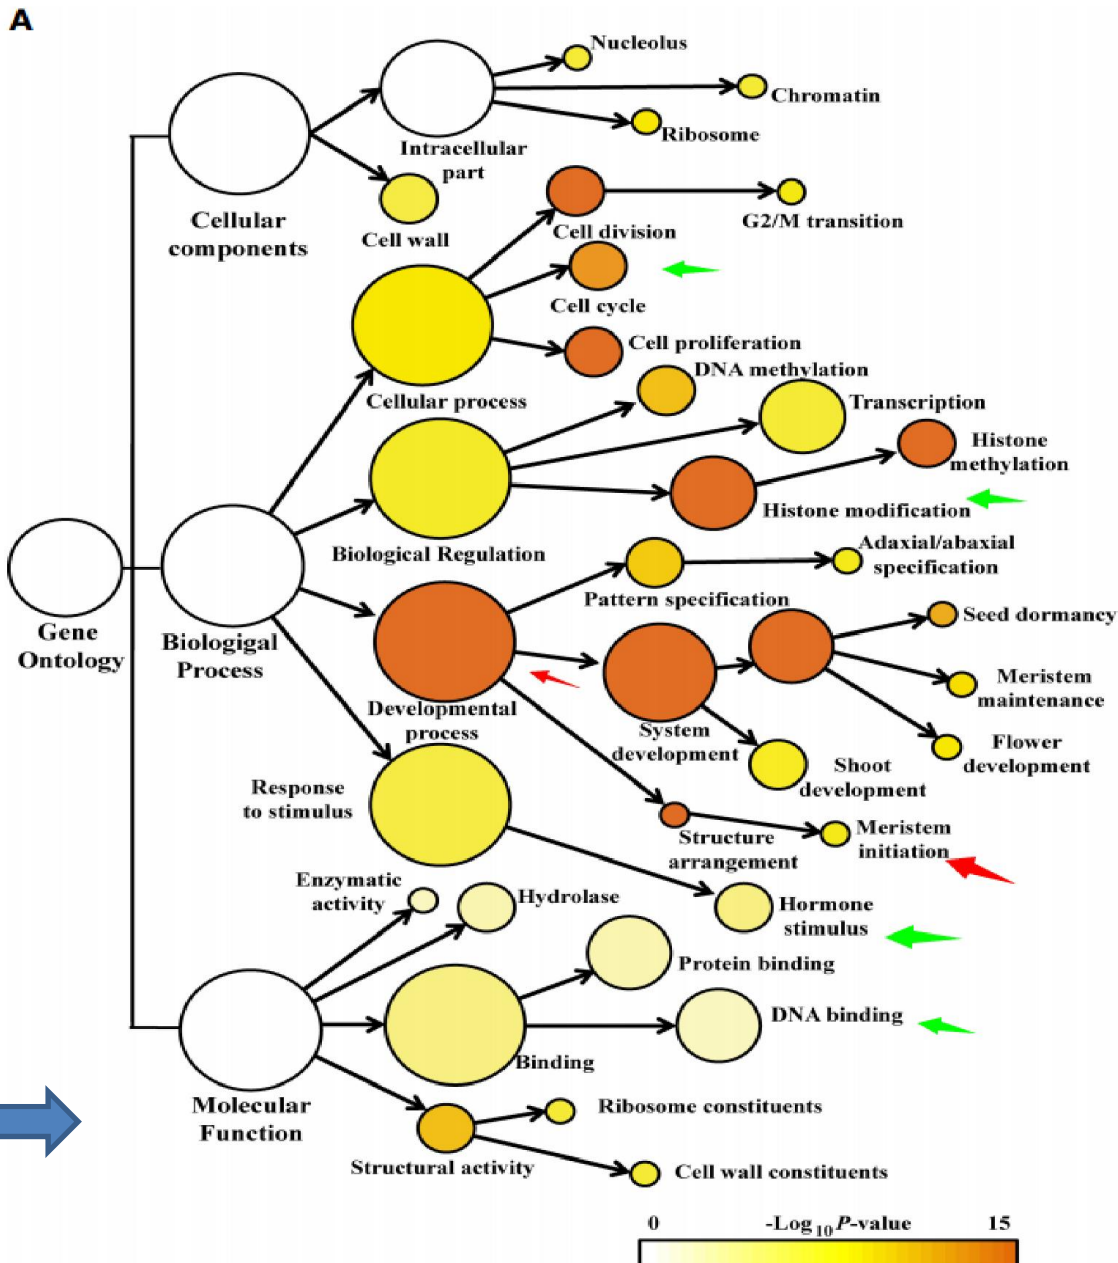 A
Nucleolus
Chromatin
Ribosome
Intracellular
part
Cellular
components
Cell wall
G2/M transition
Cell division
Cell cycle
Cell proliferation
DNA methylation
Cellular process
Transcription
Histone
methylation
Histone modification
Biological Regulation
Adaxial/abaxial
specification
Pattern specification
Gene
Ontology
Biologigal
Process
Seed dormancy
Meristem
maintenance
Developmental
process
System
development
Flower
development
Shoot
development
Response
to stimulus
Structure
arrangement
Meristem
initiation
Enzymatic
activity
Hydrolase
Hormone
stimulus
Protein binding
DNA binding
Binding
Molecular
Function
Ribosome constituents
Structural activity
Cell wall constituents
0 -Log10 P-value 15